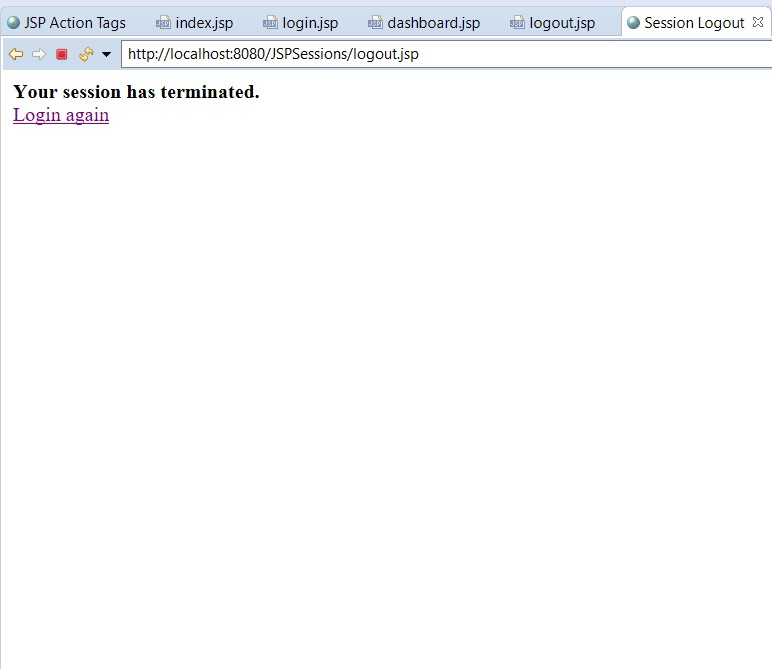 JSP Action Tags index.jsp login.jsp dashboard.jsp logout.jsp Session Logout
http://localhost:8080/JSPSessions/logout.jsp
Your session has terminated.
Login again